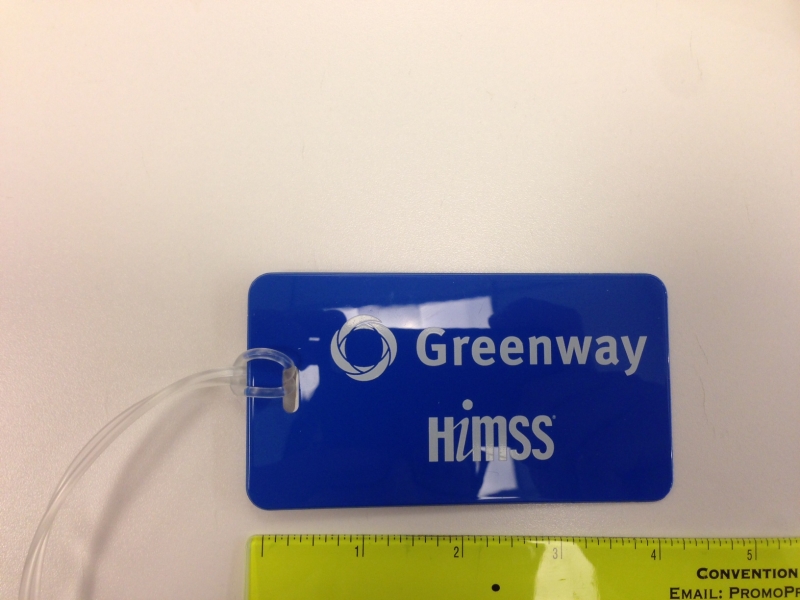 Greenway
HiMSS®
1 2 3 4 5
CONVENTION
EMAIL: